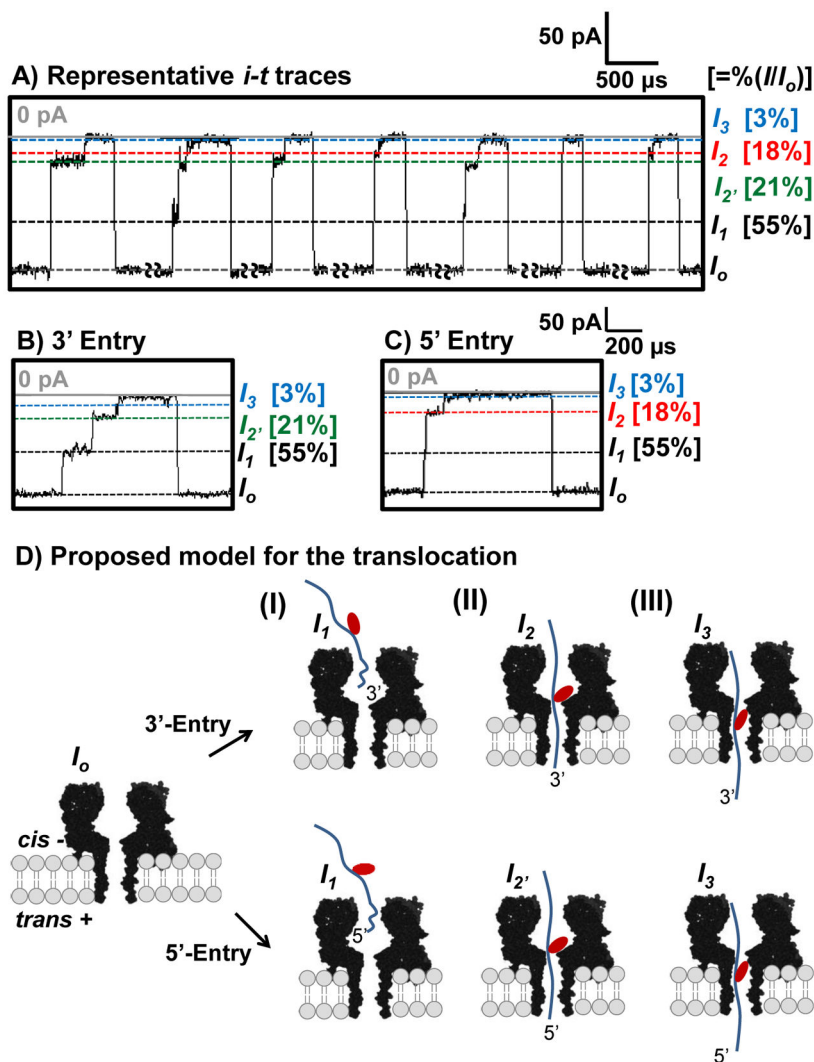 50 pA
500 µs
A) Representative i-t traces
[=%(I/Io)]
0 pA
I3 [3%]
I2 [18%]
I2' [21%]
I1 [55%]
Io
50 pA
200 µs
B) 3' Entry
C) 5' Entry
0 pA
I3 [3%]
I2' [21%]
I1 [55%]
Io
0 pA
I3 [3%]
I2 [18%]
I1 [55%]
Io
D) Proposed model for the translocation
(I)
(II)
(III)
I1
I2
I3
3'
3'-Entry
3'
3'
Io
cis -
trans +
I1
I2'
I3
5'
5'-Entry
5'
5'